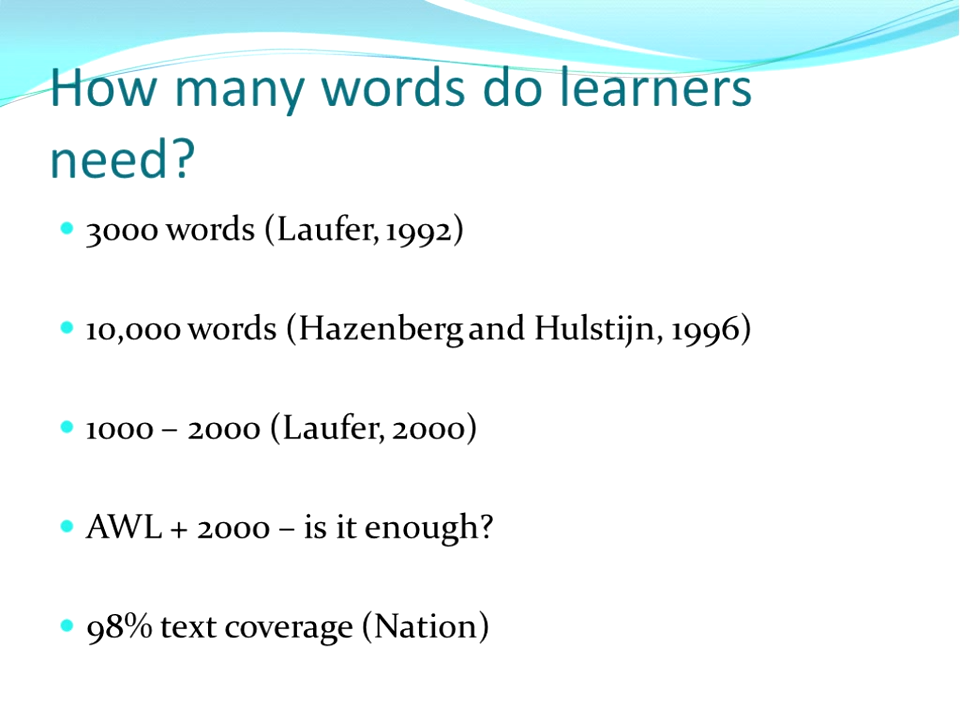 How many words do learners
need?
• 3000 words (Laufer, 1992)
• 10,000 words (Hazenberg and Hulstijn, 1996)
• 1000 – 2000 (Laufer, 2000)
• AWL + 2000 – is it enough?
• 98% text coverage (Nation)